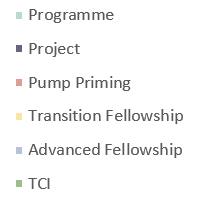 Programme
Project
Pump Priming
Transition Fellowship
Advanced Fellowship
TCI